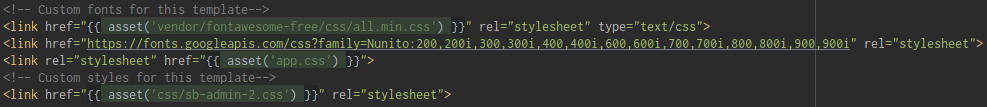 <!-- Custom fonts for this template-->
<link href="{{ asset('vendor/fontawesome-free/css/all.min.css') }}" rel="stylesheet" type="text/css">
<link href="https://fonts.googleapis.com/css?family=Nunito:200,200i,300,300i,400,400i,600,600i,700,700i,800,800i,900,900i" rel="stylesheet">
<link rel="stylesheet" href="{{ asset('app.css') }}">
<!-- Custom styles for this template-->
<link href="{{ asset('css/sb-admin-2.css') }}" rel="stylesheet">